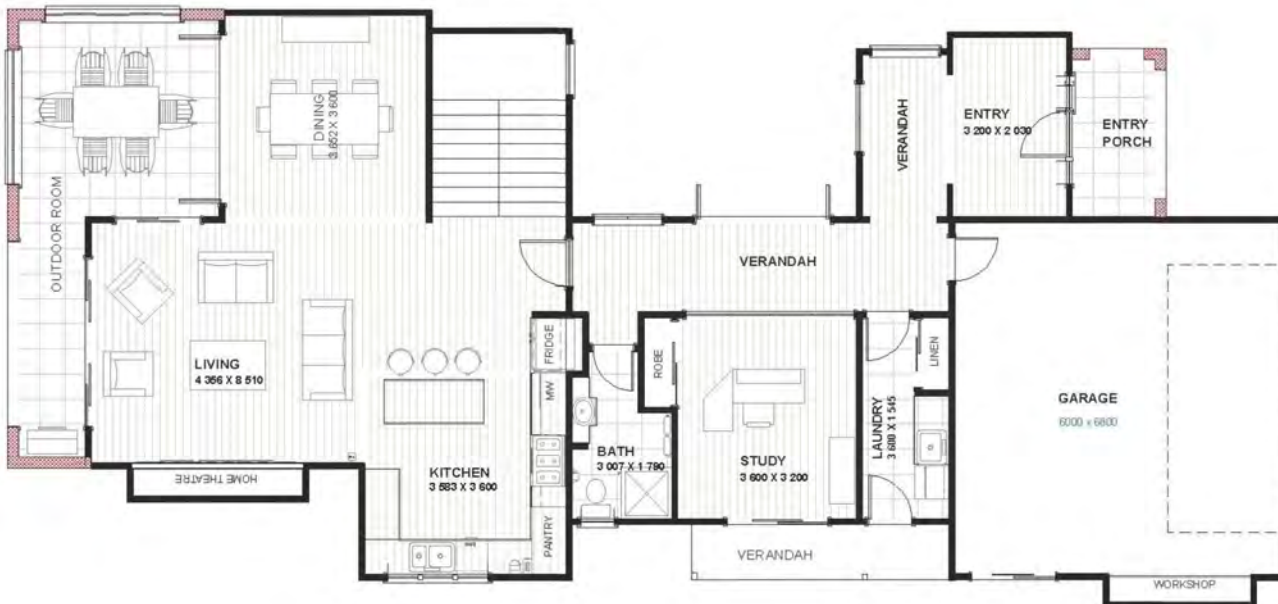 OUTDOOR ROOM
DINING
3 652 X 3 600
VERANDAH
ENTRY
3 200 X 2 030
ENTRY
PORCH
VERANDAH
LIVING
4 356 X 8 510
FRIDGE
MW
ROBE
LINEN
KITCHEN
3 583 X 3 600
BATH
3 007 X 1 790
STUDY
3 600 X 3 200
LAUNDRY
3 600 X 1 545
GARAGE
6000 x 6800
HOME THEATRE
PANTRY
VERANDAH
WORKSHOP